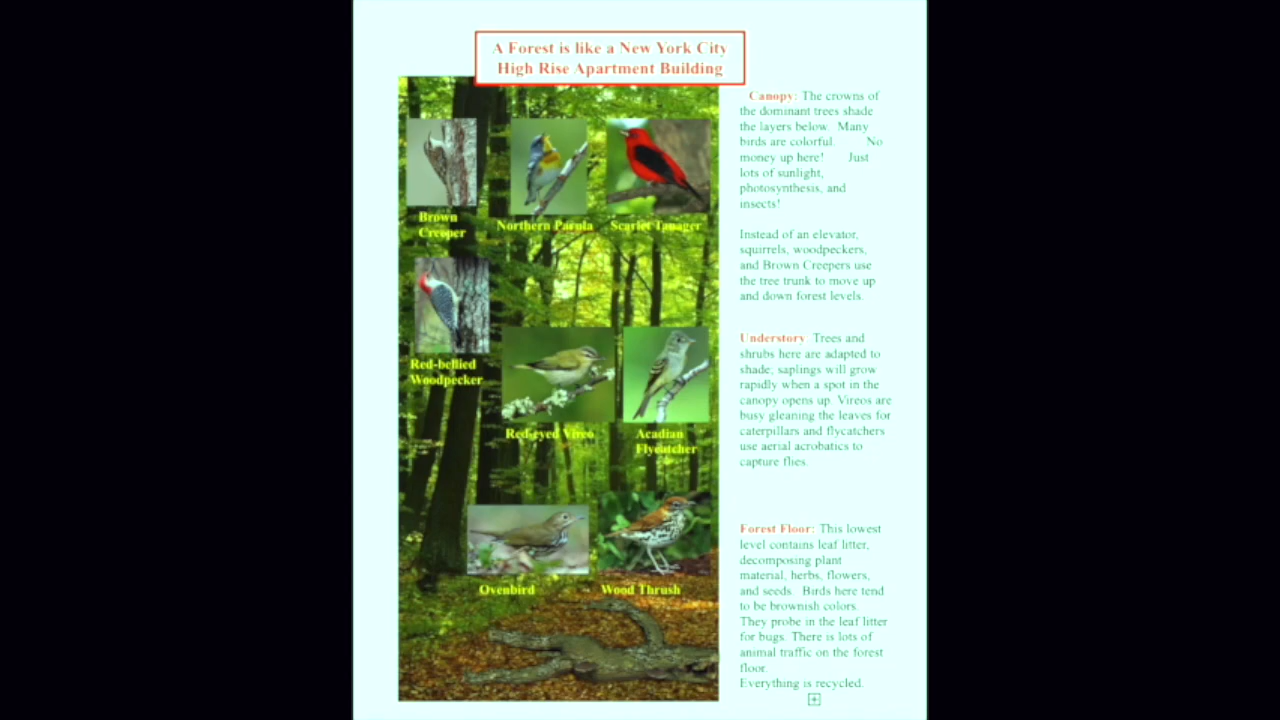 A Forest is like a New York City
High Rise Apartment Building
Canopy: The crowns of
the dominant trees shade
the layers below. Many
birds are colorful. No
money up here! Just
lots of sunlight,
photosynthesis, and
insects!
Instead of an elevator,
squirrels, woodpeckers,
and Brown Creepers use
the tree trunk to move up
and down forest levels.
Understory: Trees and
shrubs here are adapted to
shade; saplings will grow
rapidly when a spot in the
canopy opens up. Vireos are
busy gleaning the leaves for
caterpillars and flycatchers
use aerial acrobatics to
capture flies.
Forest Floor: This lowest
level contains leaf litter,
decomposing plant
material, herbs, flowers,
and seeds. Birds here tend
to be brownish colors.
They probe in the leaf litter
for bugs. There is lots of
animal traffic on the forest
floor.
Everything is recycled.
Brown
Creeper
Northern Parula
Scarlet Tanager
Red-bellied
Woodpecker
Red-eyed Vireo
Acadian
Flycatcher
Ovenbird
Wood Thrush